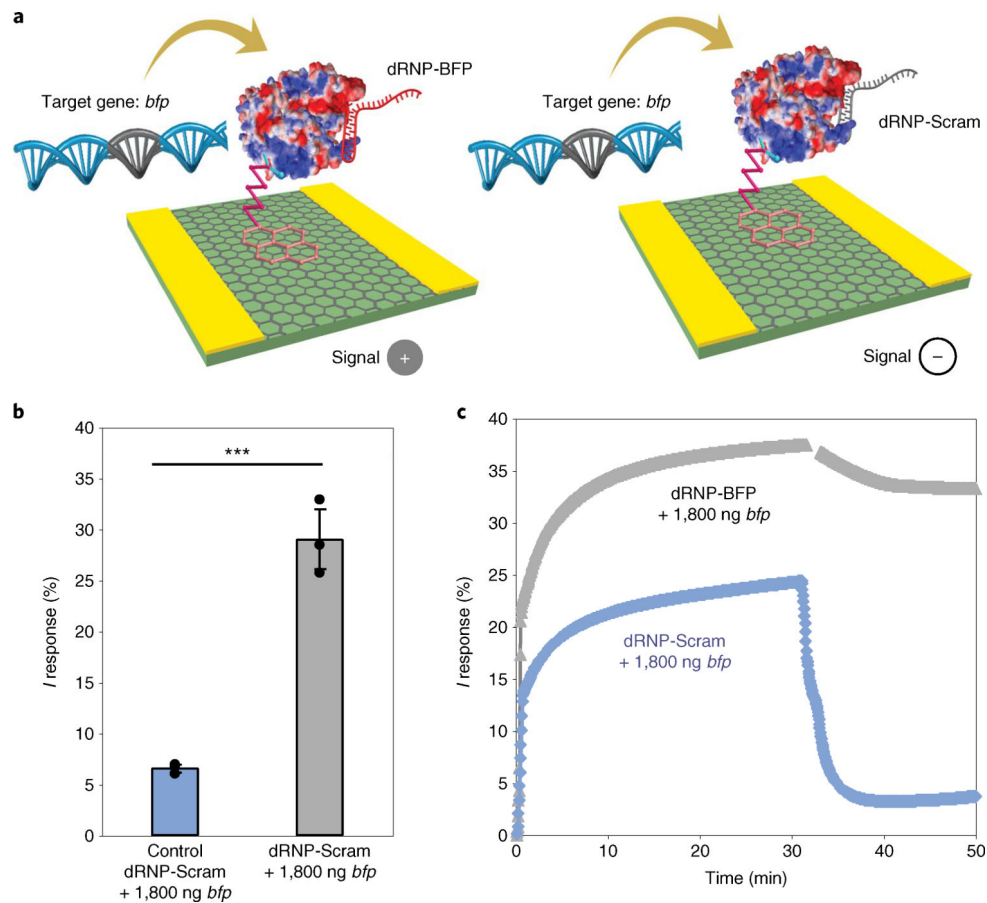 a
Target gene: bfp
dRNP-BFP
Signal +
Target gene: bfp
dRNP-Scram
Signal −
b
40
35
30
25
20
15
10
5
0
I response (%)
***
Control
dRNP-Scram
+ 1,800 ng bfp
dRNP-Scram
+ 1,800 ng bfp
c
40
35
30
25
20
15
10
5
0
I response (%)
dRNP-BFP
+ 1,800 ng bfp
dRNP-Scram
+ 1,800 ng bfp
0 10 20 30 40 50
Time (min)